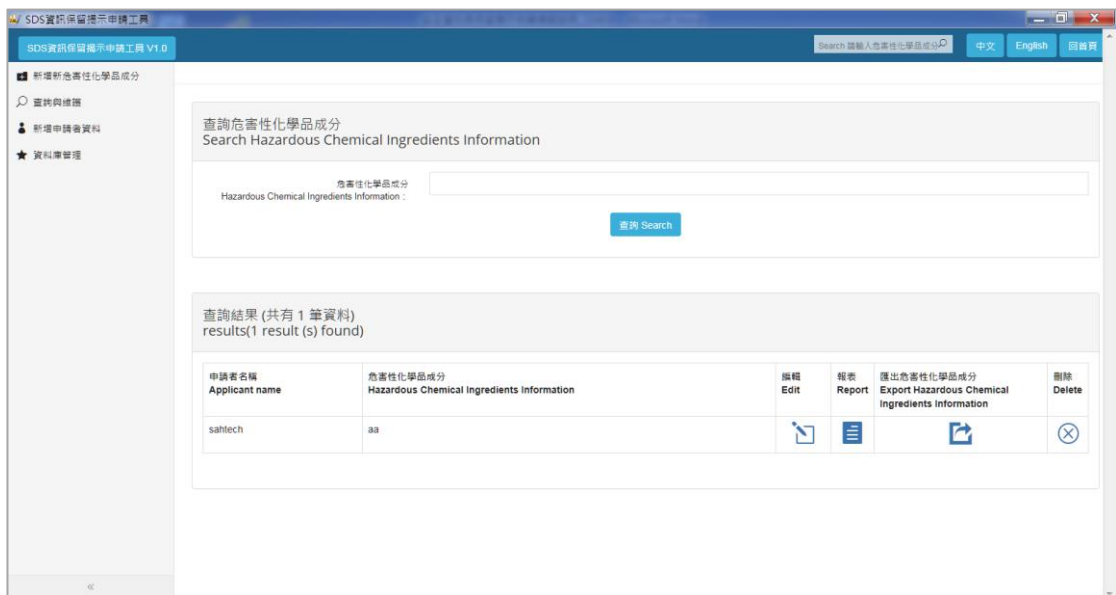 SDS資訊保留揭示申請工具
SDS資訊保留揭示申請工具 V1.0
Search 請輸入危害性化學品成分
中文
English
回首頁
新增新危害性化學品成分
查詢與維護
新增申請者資料
資料庫管理
查詢危害性化學品成分
Search Hazardous Chemical Ingredients Information
危害性化學品成分
Hazardous Chemical Ingredients Information :
查詢 Search
查詢結果 (共有 1 筆資料)
results(1 result (s) found)
申請者名稱
Applicant name
危害性化學品成分
Hazardous Chemical Ingredients Information
編輯
Edit
報表
Report
匯出危害性化學品成分
Export Hazardous Chemical
Ingredients Information
刪除
Delete
sahtech
aa